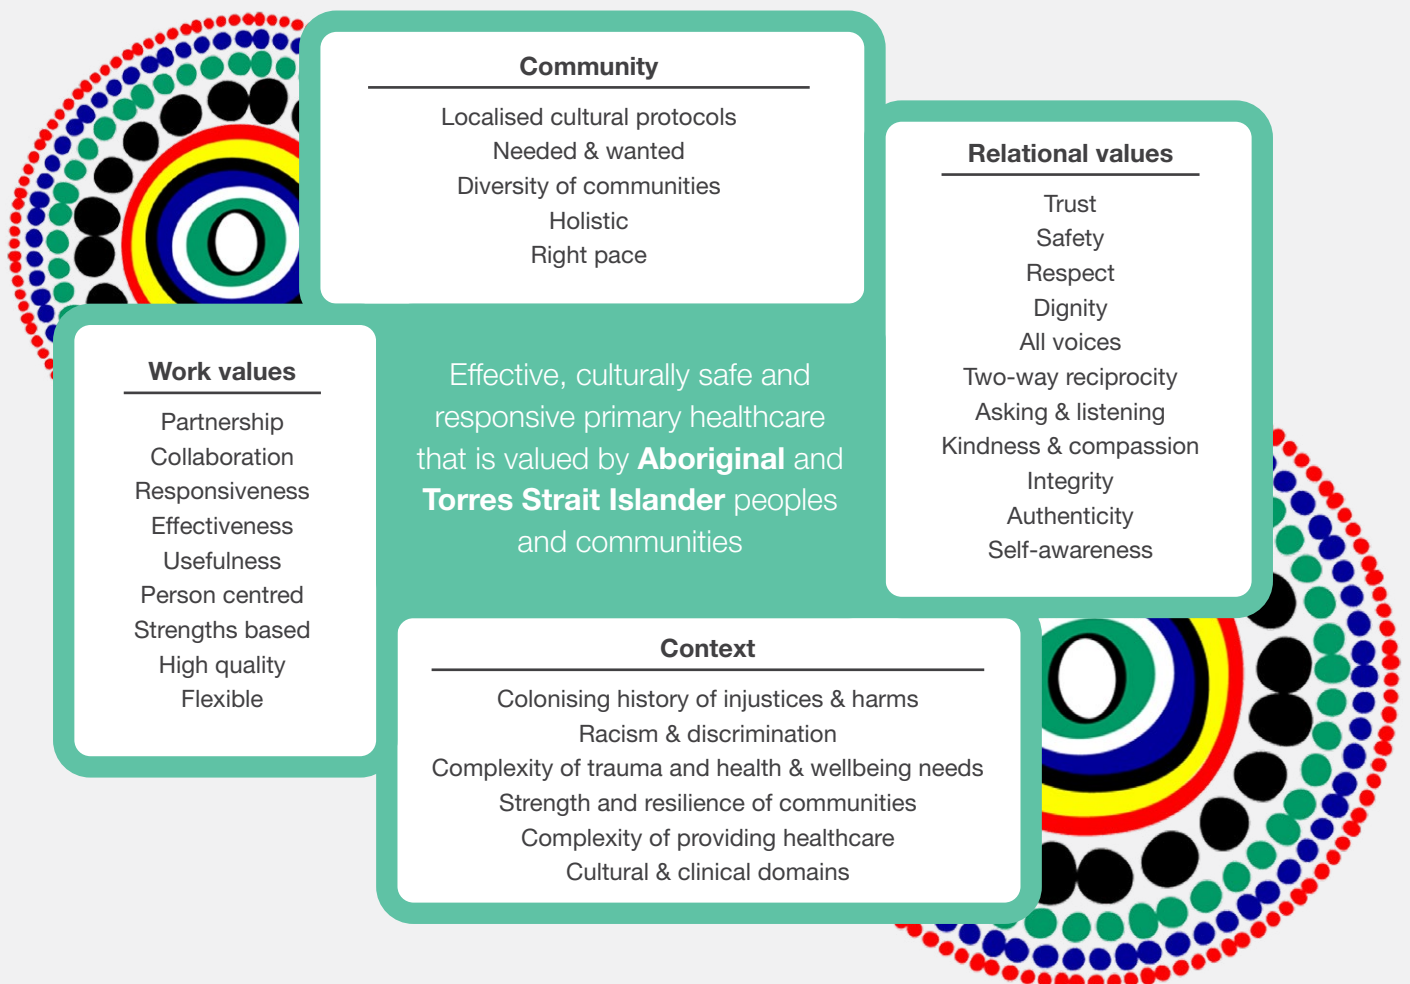 Community
Localised cultural protocols
Needed & wanted
Diversity of communities
Holistic
Right pace
Relational values
Trust
Safety
Respect
Dignity
All voices
Two-way reciprocity
Asking & listening
Kindness & compassion
Integrity
Authenticity
Self-awareness
Work values
Partnership
Collaboration
Responsiveness
Effectiveness
Usefulness
Person centred
Strengths based
High quality
Flexible
Effective, culturally safe and
responsive primary healthcare
that is valued by Aboriginal and
Torres Strait Islander peoples
and communities
Context
Colonising history of injustices & harms
Racism & discrimination
Complexity of trauma and health & wellbeing needs
Strength and resilience of communities
Complexity of providing healthcare
Cultural & clinical domains